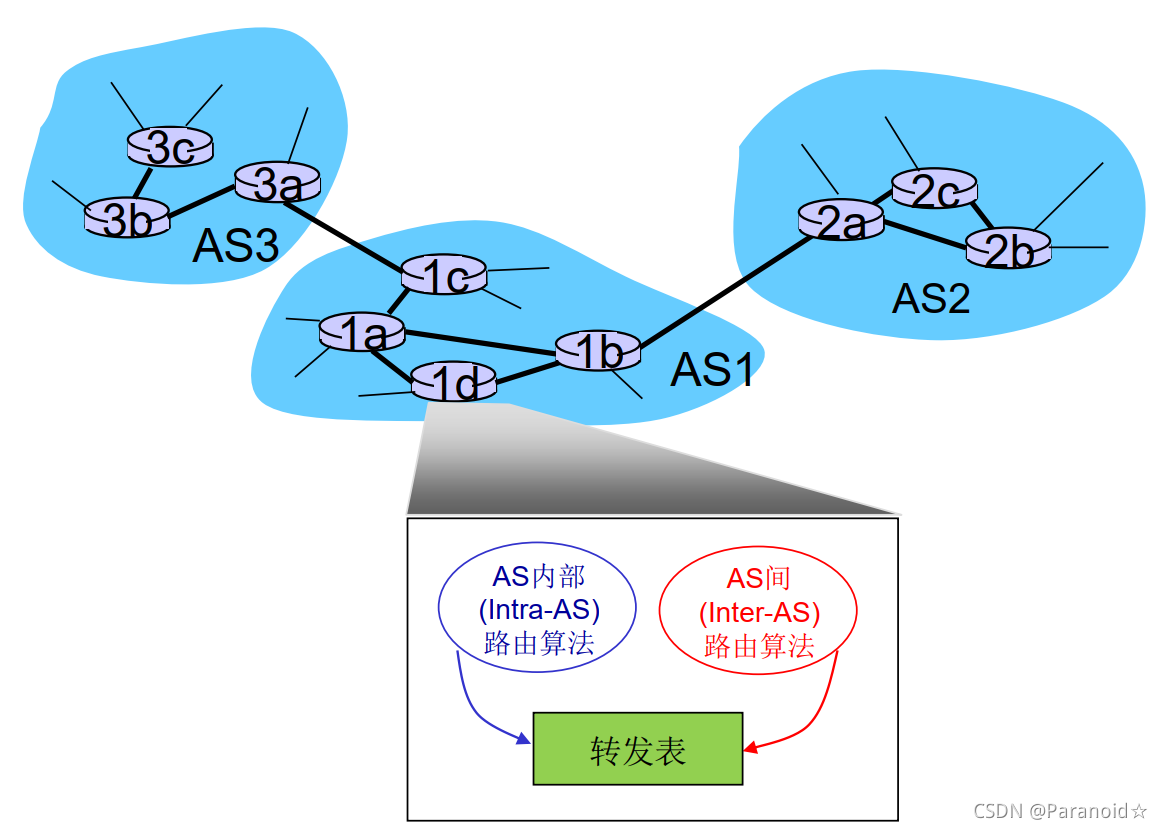 3c
3a
3b
AS3
2c
2a
2b
AS2
1c
1a
1b
AS1
1d
AS内部
(Intra-AS)
路由算法
AS间
(Inter-AS)
路由算法
转发表
CSDN @Paranoid☆